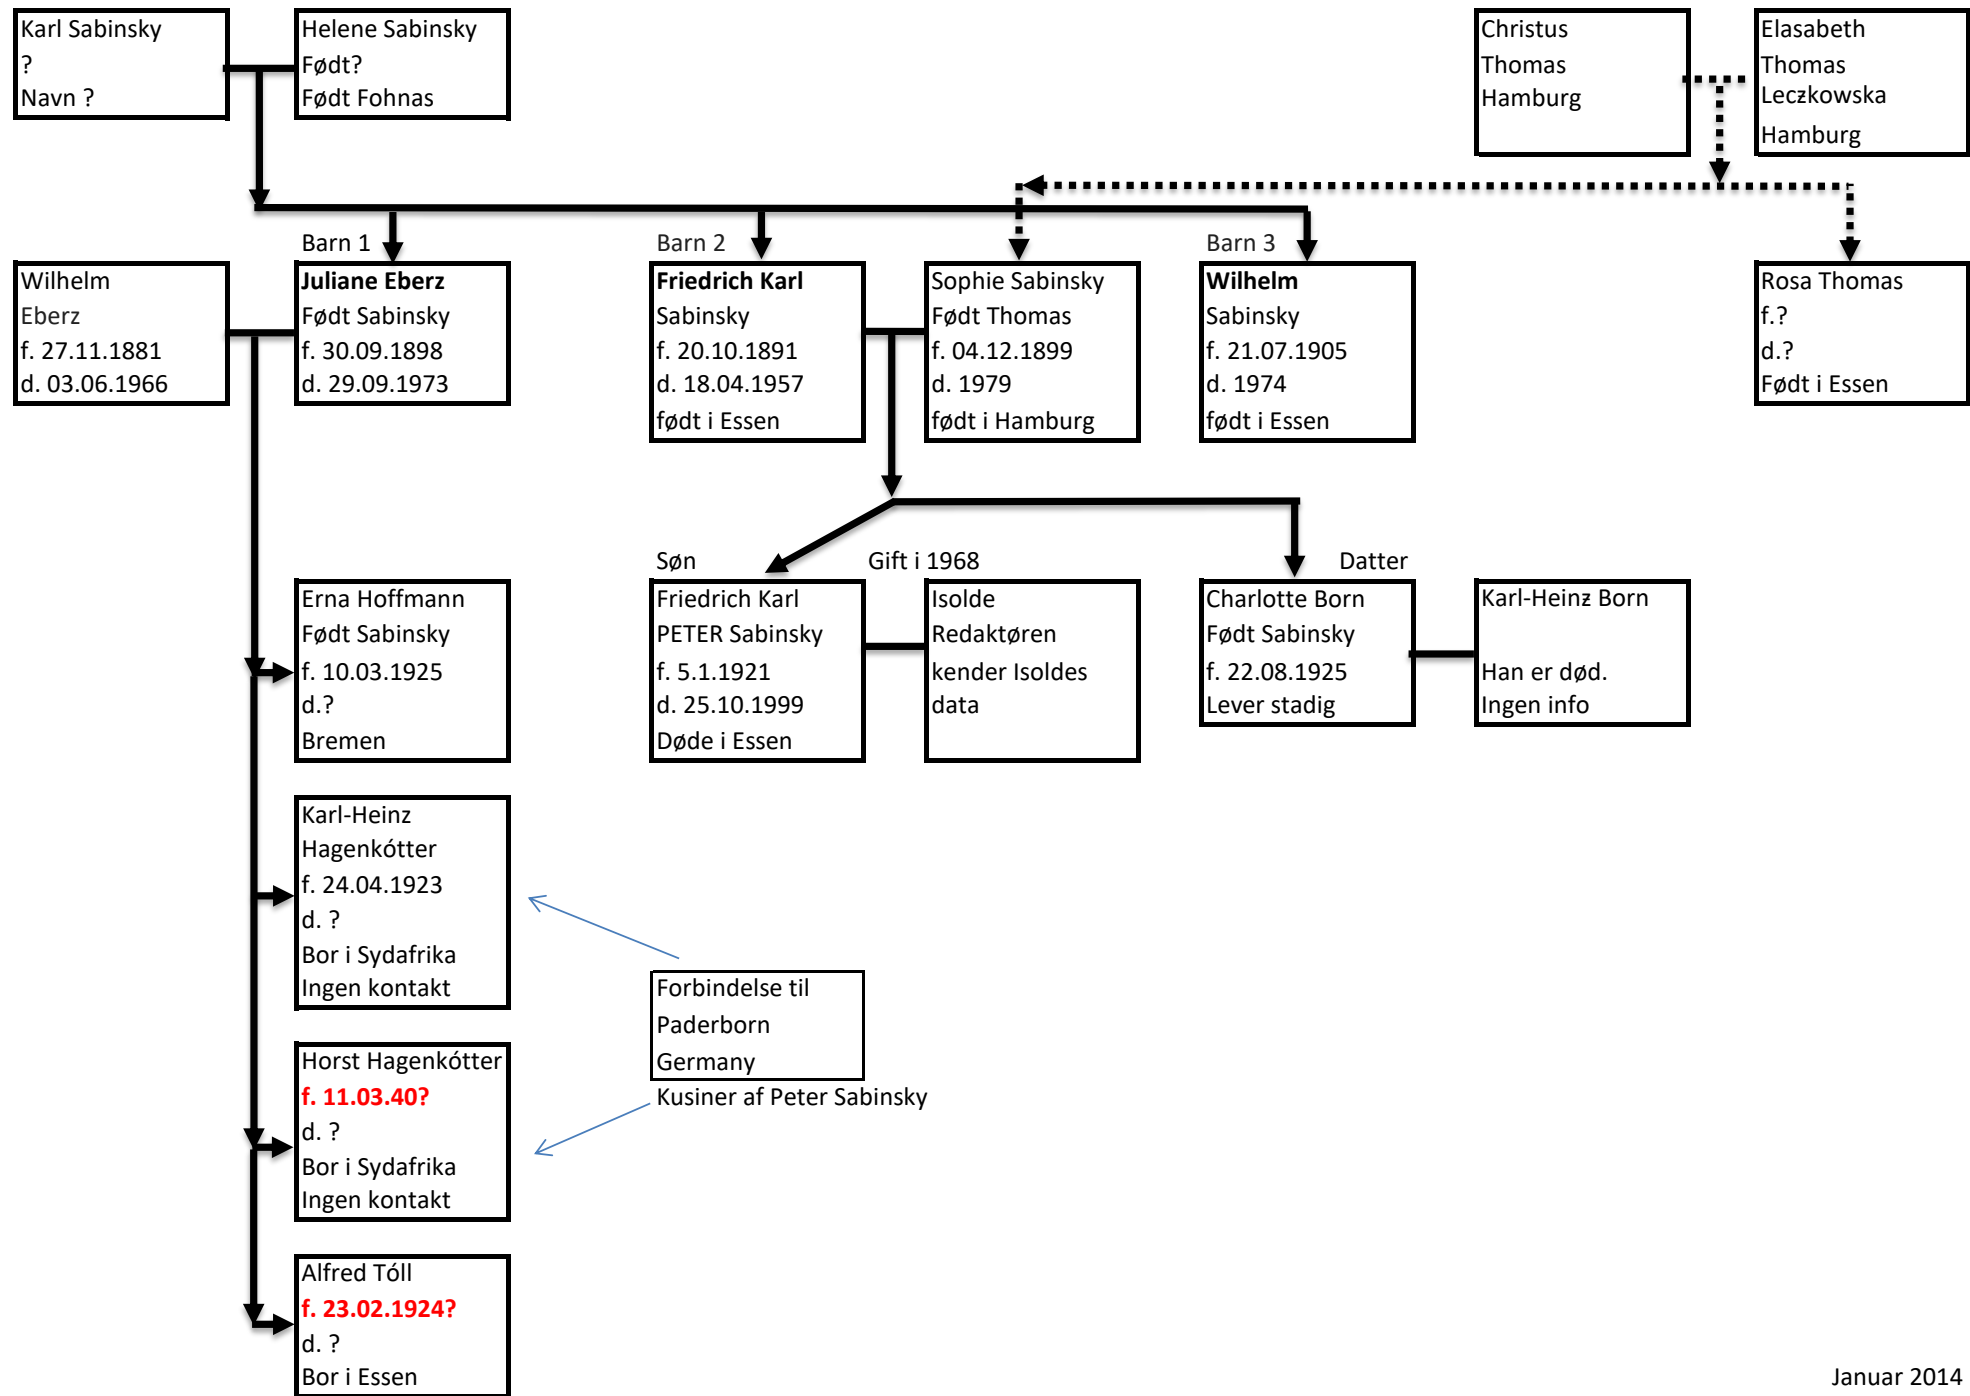 Karl Sabinsky
?
Navn ?
Helene Sabinsky
Født?
Født Fohnas
Christus
Thomas
Hamburg
Elasabeth
Thomas
Leczkowska
Hamburg
Barn 1
Barn 2
Barn 3
Wilhelm
Eberz
f. 27.11.1881
d. 03.06.1966
Juliane Eberz
Født Sabinsky
f. 30.09.1898
d. 29.09.1973
Friedrich Karl
Sabinsky
f. 20.10.1891
d. 18.04.1957
født i Essen
Sophie Sabinsky
Født Thomas
f. 04.12.1899
d. 1979
født i Hamburg
Wilhelm
Sabinsky
f. 21.07.1905
d. 1974
født i Essen
Rosa Thomas
f.?
d.?
Født i Essen
Søn
Gift i 1968
Datter
Erna Hoffmann
Født Sabinsky
f. 10.03.1925
d.?
Bremen
Friedrich Karl
PETER Sabinsky
f. 5.1.1921
d. 25.10.1999
Døde i Essen
Isolde
Redaktøren
kender Isoldes
data
Charlotte Born
Født Sabinsky
f. 22.08.1925
Lever stadig
Karl-Heinz Born
Han er død.
Ingen info
Karl-Heinz
Hagenkótter
f. 24.04.1923
d. ?
Bor i Sydafrika
Ingen kontakt
Forbindelse til
Paderborn
Germany
Kusiner af Peter Sabinsky
Horst Hagenkótter
f. 11.03.40?
d. ?
Bor i Sydafrika
Ingen kontakt
Alfred Tóll
f. 23.02.1924?
d. ?
Bor i Essen
Januar 2014